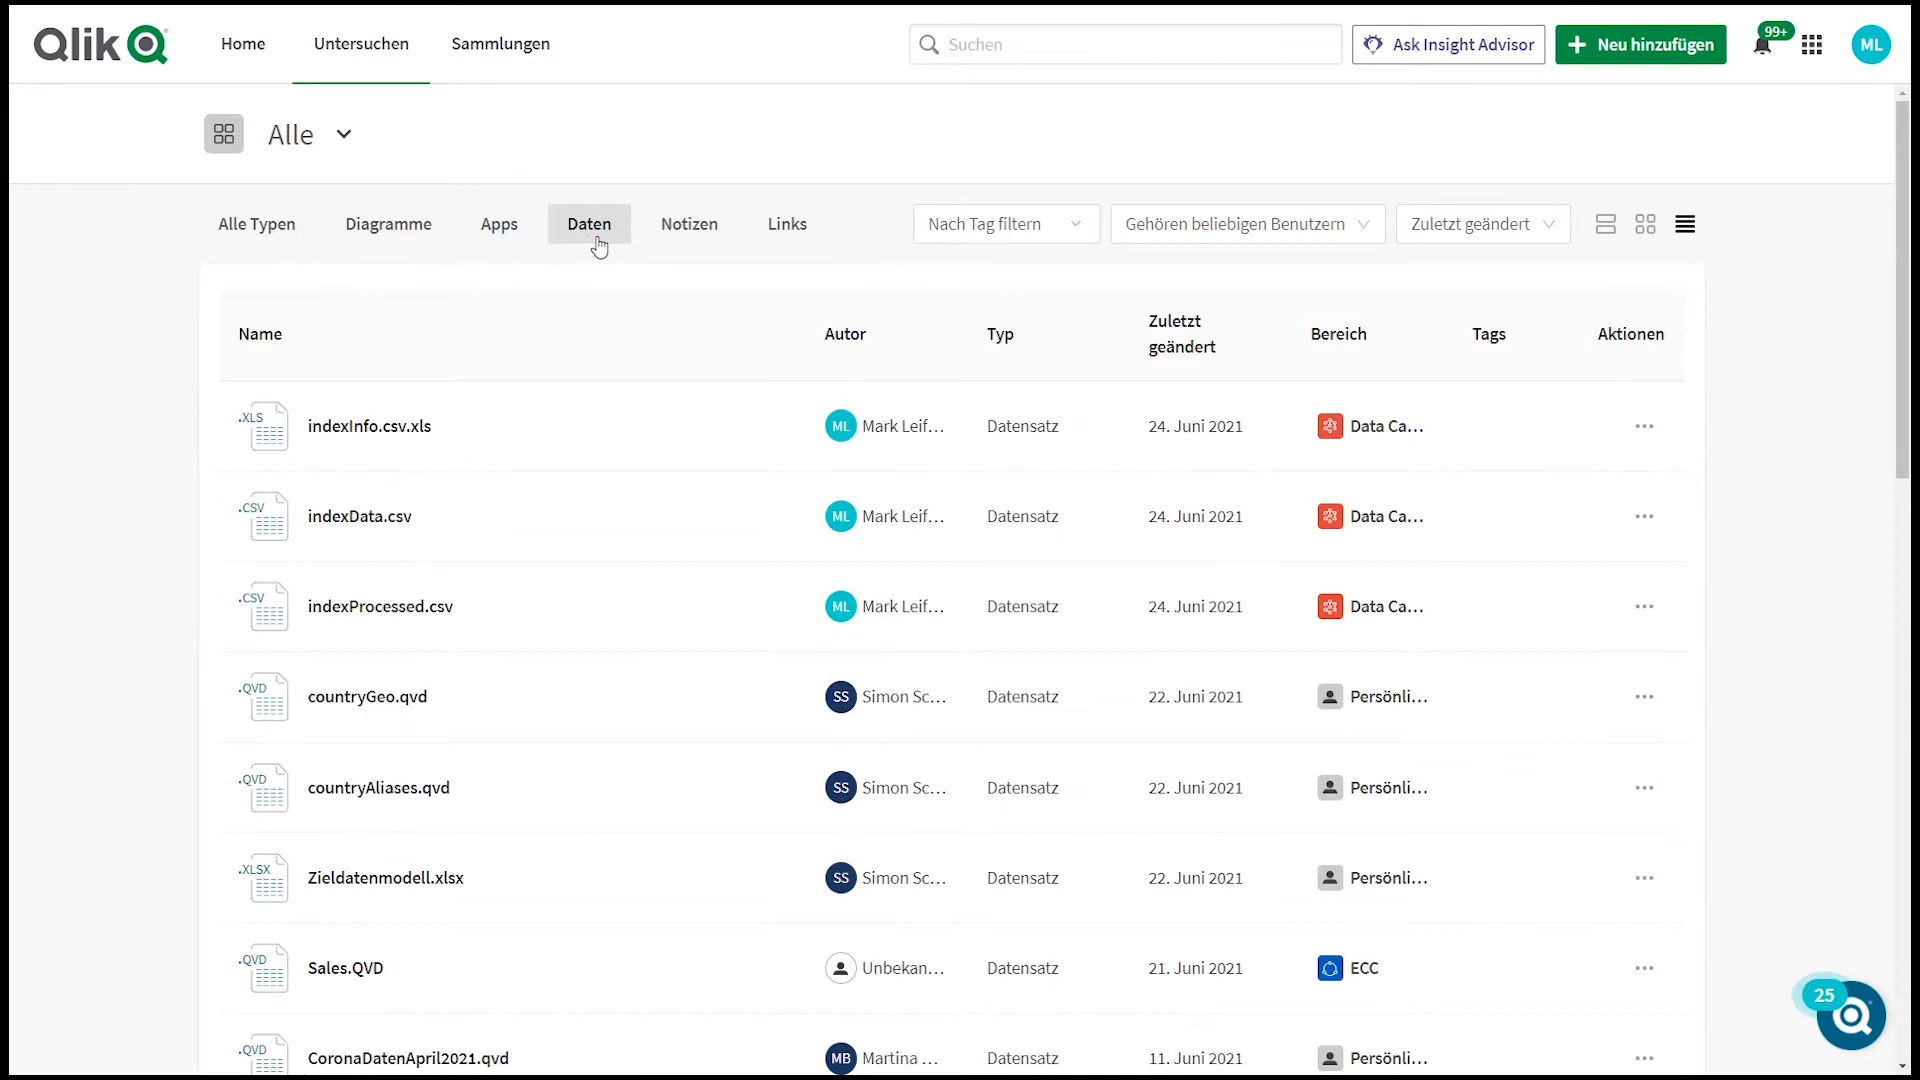 Qlik
Home
Untersuchen
Sammlungen
Suchen
Ask Insight Advisor
Neu hinzufügen
99+
ML
Alle
Alle Typen
Diagramme
Apps
Daten
Notizen
Links
Nach Tag filtern
Gehören beliebigen Benutzern
Zuletzt geändert
Name
Autor
Typ
Zuletzt
geändert
Bereich
Tags
Aktionen
.XLS indexInfo.csv.xls ML Mark Leif... Datensatz 24. Juni 2021 Data Ca...
.CSV indexData.csv ML Mark Leif... Datensatz 24. Juni 2021 Data Ca...
.CSV indexProcessed.csv ML Mark Leif... Datensatz 24. Juni 2021 Data Ca...
.QVD countryGeo.qvd SS Simon Sc... Datensatz 22. Juni 2021 Persönli...
.QVD countryAliases.qvd SS Simon Sc... Datensatz 22. Juni 2021 Persönli...
.XLSX Zieldatenmodell.xlsx SS Simon Sc... Datensatz 22. Juni 2021 Persönli...
.QVD Sales.QVD Unbekan... Datensatz 21. Juni 2021 ECC
25
.QVD CoronaDatenApril2021.qvd MB Martina ... Datensatz 11. Juni 2021 Persönli...